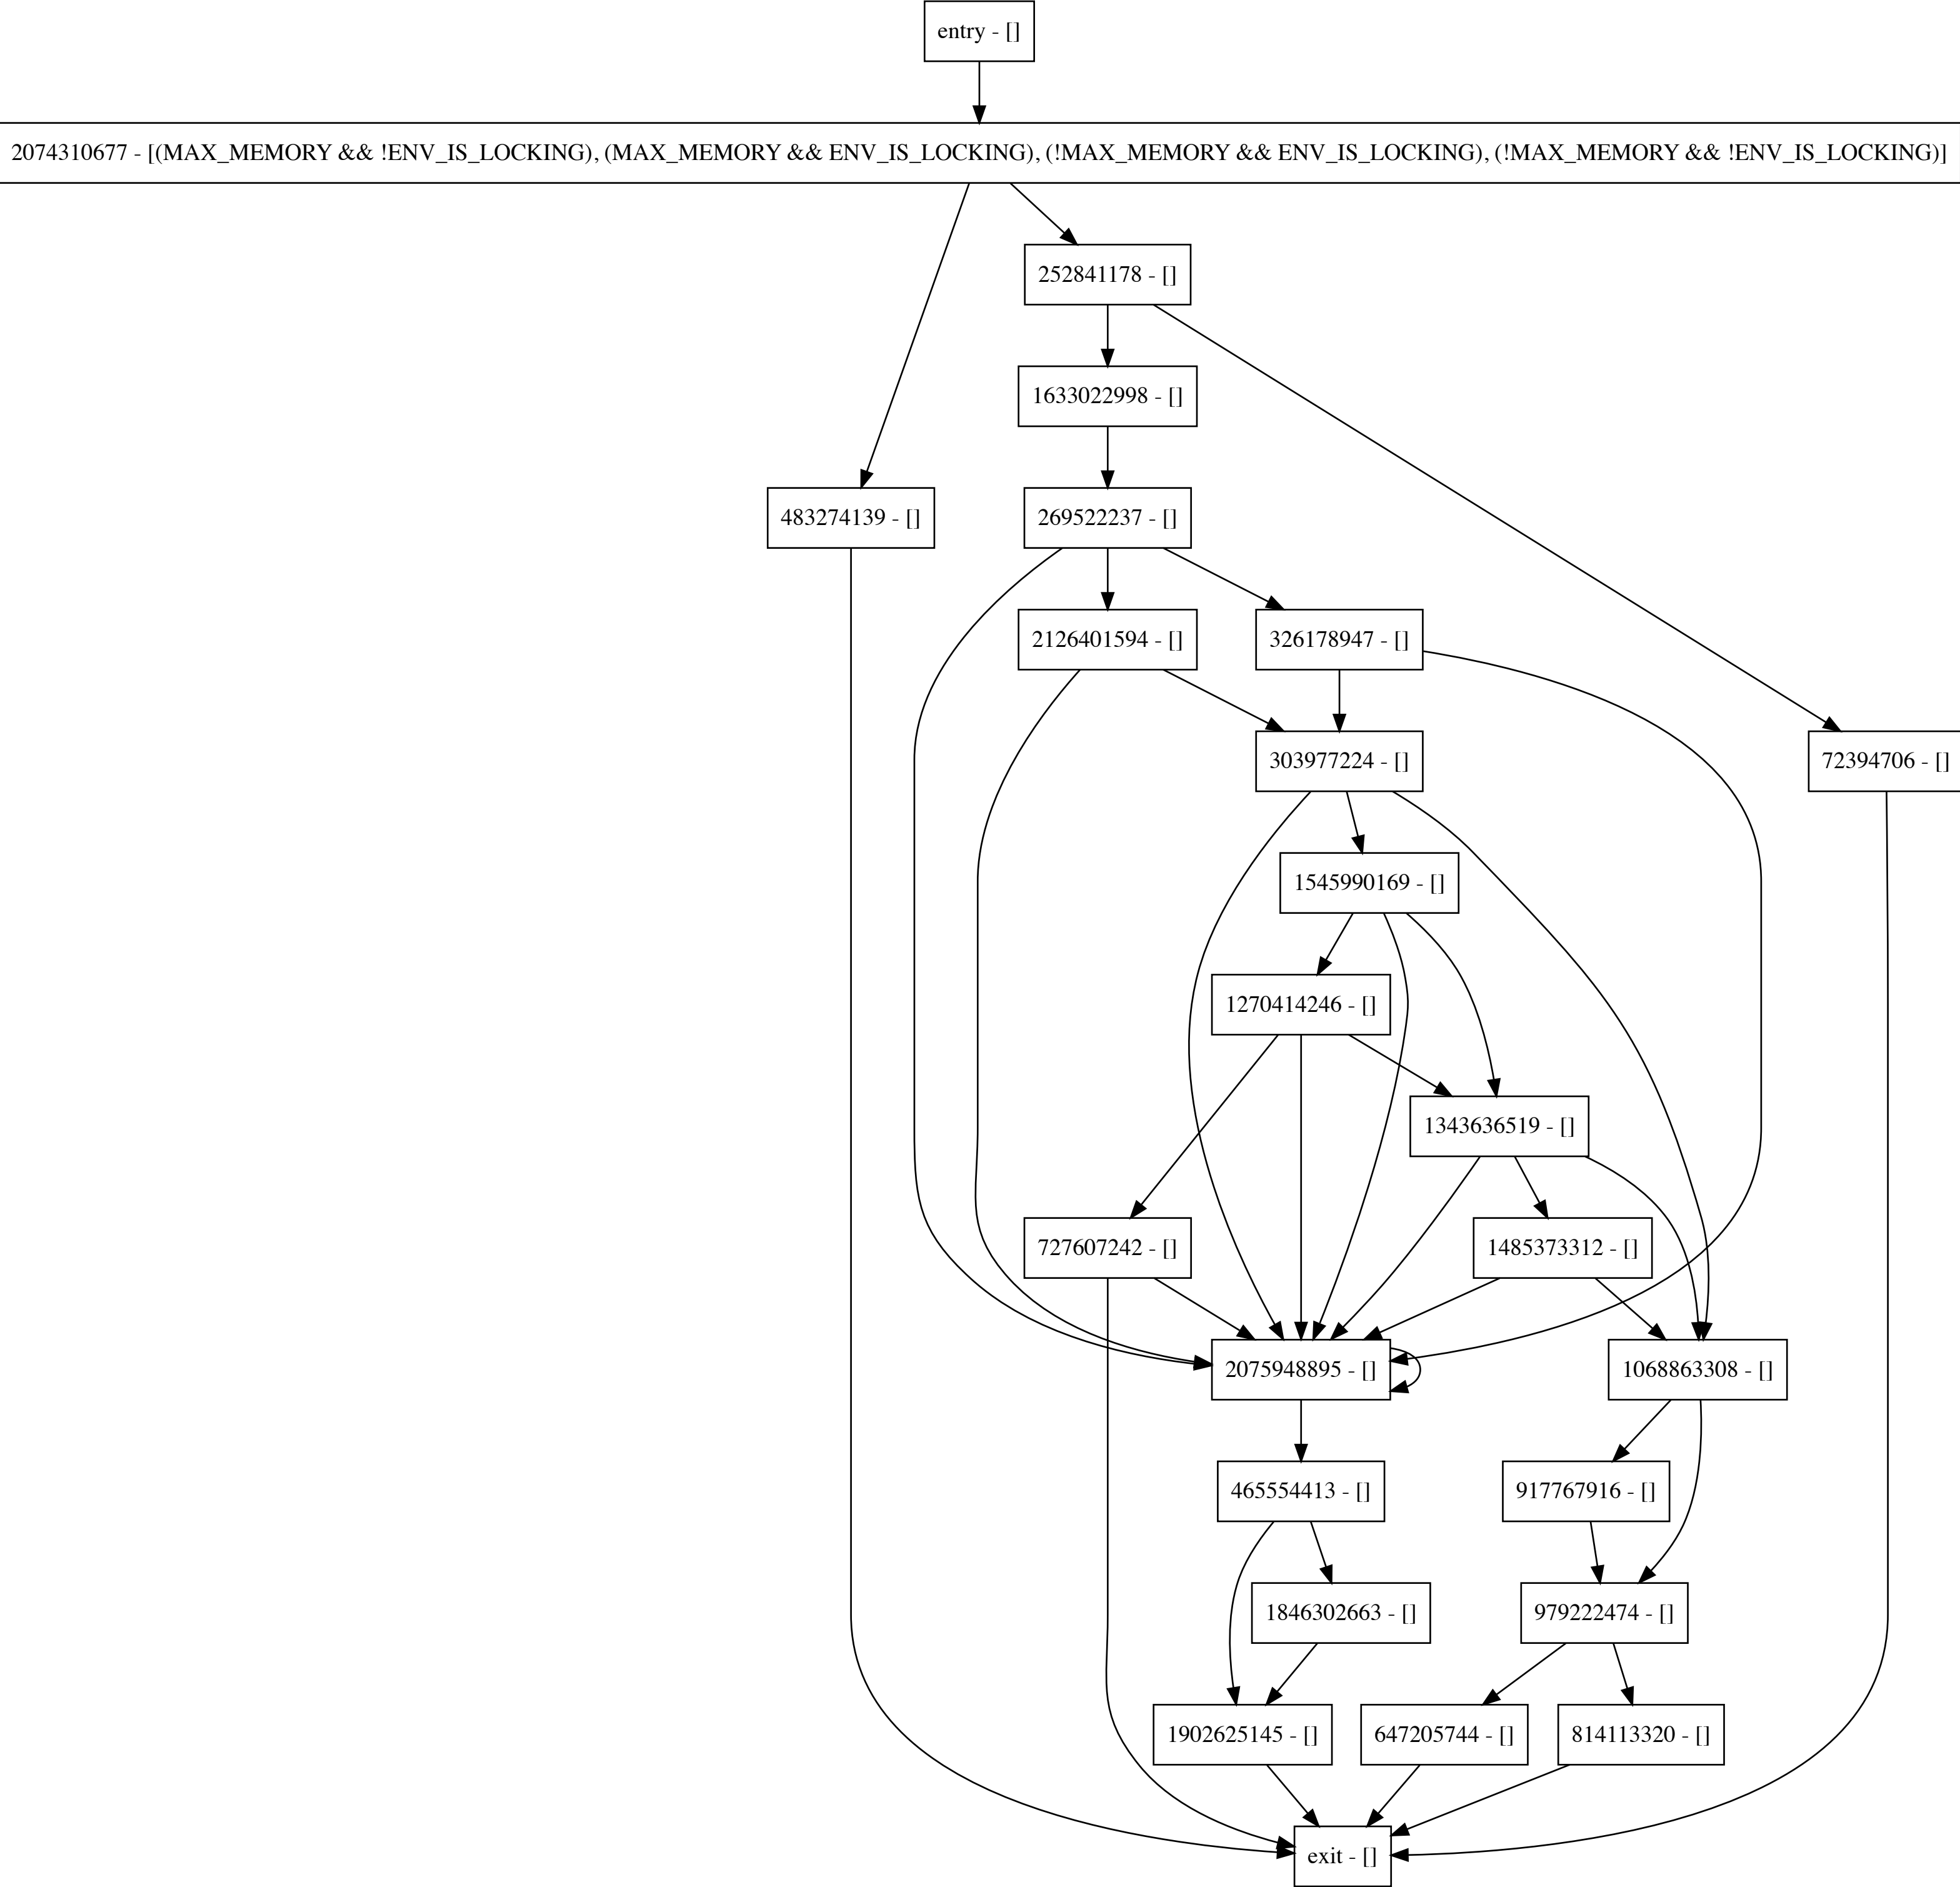 entry - []
2074310677 - [(MAX_MEMORY && !ENV_IS_LOCKING), (MAX_MEMORY && ENV_IS_LOCKING), (!MAX_MEMORY && ENV_IS_LOCKING), (!MAX_MEMORY && !ENV_IS_LOCKING)]
252841178 - []
1633022998 - []
483274139 - []
269522237 - []
2126401594 - []
326178947 - []
303977224 - []
72394706 - []
1545990169 - []
1270414246 - []
1343636519 - []
727607242 - []
1485373312 - []
2075948895 - []
1068863308 - []
465554413 - []
917767916 - []
1846302663 - []
979222474 - []
1902625145 - []
647205744 - []
814113320 - []
exit - []